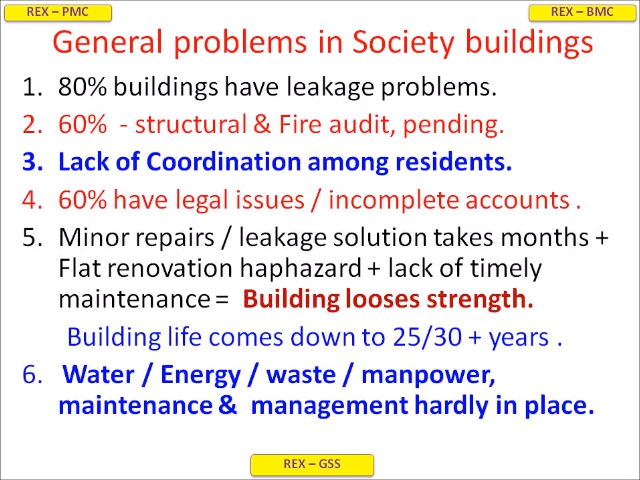 REX – PMC
REX – BMC
General problems in Society buildings
1. 80% buildings have leakage problems.
2. 60% - structural & Fire audit, pending.
3. Lack of Coordination among residents.
4. 60% have legal issues / incomplete accounts .
5. Minor repairs / leakage solution takes months +
Flat renovation haphazard + lack of timely
maintenance = Building looses strength.
Building life comes down to 25/30 + years .
6. Water / Energy / waste / manpower,
maintenance & management hardly in place.
REX – GSS